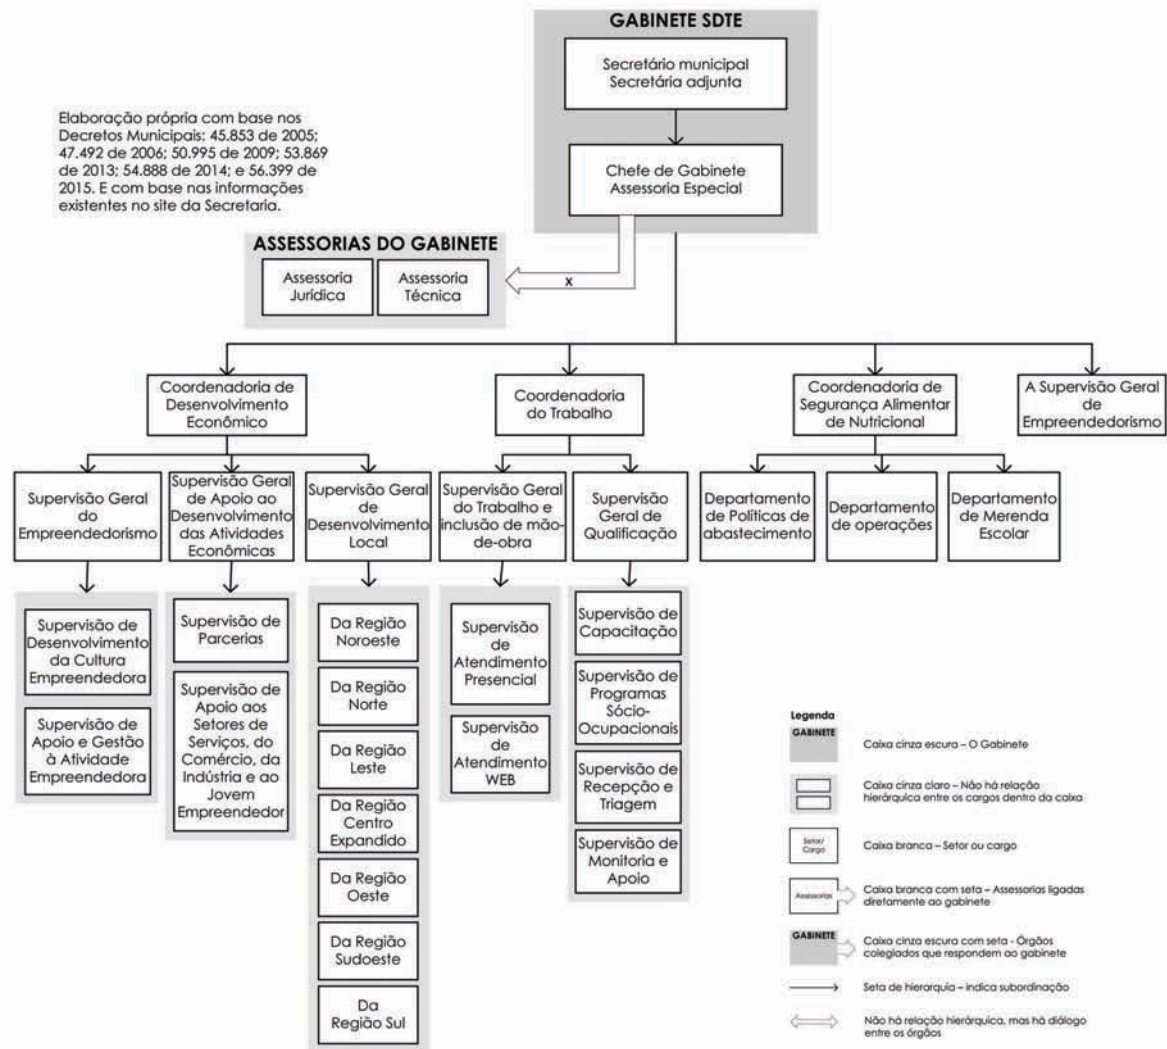 GABINETE SDTE
Secretário municipal
Secretária adjunta
Elaboração própria com base nos
Decretos Municipais: 45.853 de 2005;
47.492 de 2006; 50.995 de 2009; 53.869
de 2013; 54.888 de 2014; e 56.399 de
2015. E com base nas informações
existentes no site da Secretaria.
Chefe de Gabinete
Assessoria Especial
ASSESSORIAS DO GABINETE
Assessoria
Jurídica
Assessoria
Técnica
x
Coordenadoria de
Desenvolvimento
Econômico
Coordenadoria
do Trabalho
Coordenadoria de
Segurança Alimentar
de Nutricional
A Supervisão Geral
de
Empreendedorismo
Supervisão Geral
do
Empreendedorismo
Supervisão Geral
de Apoio ao
Desenvolvimento
das Atividades
Econômicas
Supervisão Geral
de
Desenvolvimento
Local
Supervisão Geral
do Trabalho e
inclusão de mão-
de-obra
Supervisão
Geral de
Qualificação
Departamento
de Políticas de
abastecimento
Departamento
de operações
Departamento
de Merenda
Escolar
Supervisão de
Desenvolvimento
da Cultura
Empreendedora
Supervisão de
Apoio e Gestão
à Atividade
Empreendedora
Supervisão de
Parcerias
Supervisão de
Apoio aos
Setores de
Serviços, do
Comércio, da
Indústria e ao
Jovem
Empreendedor
Da Região
Noroeste
Da Região
Norte
Da Região
Leste
Da Região
Centro
Expandido
Da Região
Oeste
Da Região
Sudoeste
Da
Região Sul
Supervisão
de
Atendimento
Presencial
Supervisão
de
Atendimento
WEB
Supervisão de
Capacitação
Supervisão de
Programas
Sócio-
Ocupacionais
Supervisão de
Recepção e
Triagem
Supervisão de
Monitoria e
Apoio
Legenda
GABINETE
Caixa cinza escura – O Gabinete
Caixa cinza claro – Não há relação
hierárquica entre os cargos dentro da caixa
Setor/
Cargo
Caixa branca – Setor ou cargo
Assessorias
Caixa branca com seta – Assessorias ligadas
diretamente ao gabinete
GABINETE
Caixa cinza escura com seta - Órgãos
colegiados que respondem ao gabinete
Seta de hierarquia – indica subordinação
Não há relação hierárquica, mas há diálogo
entre os órgãos